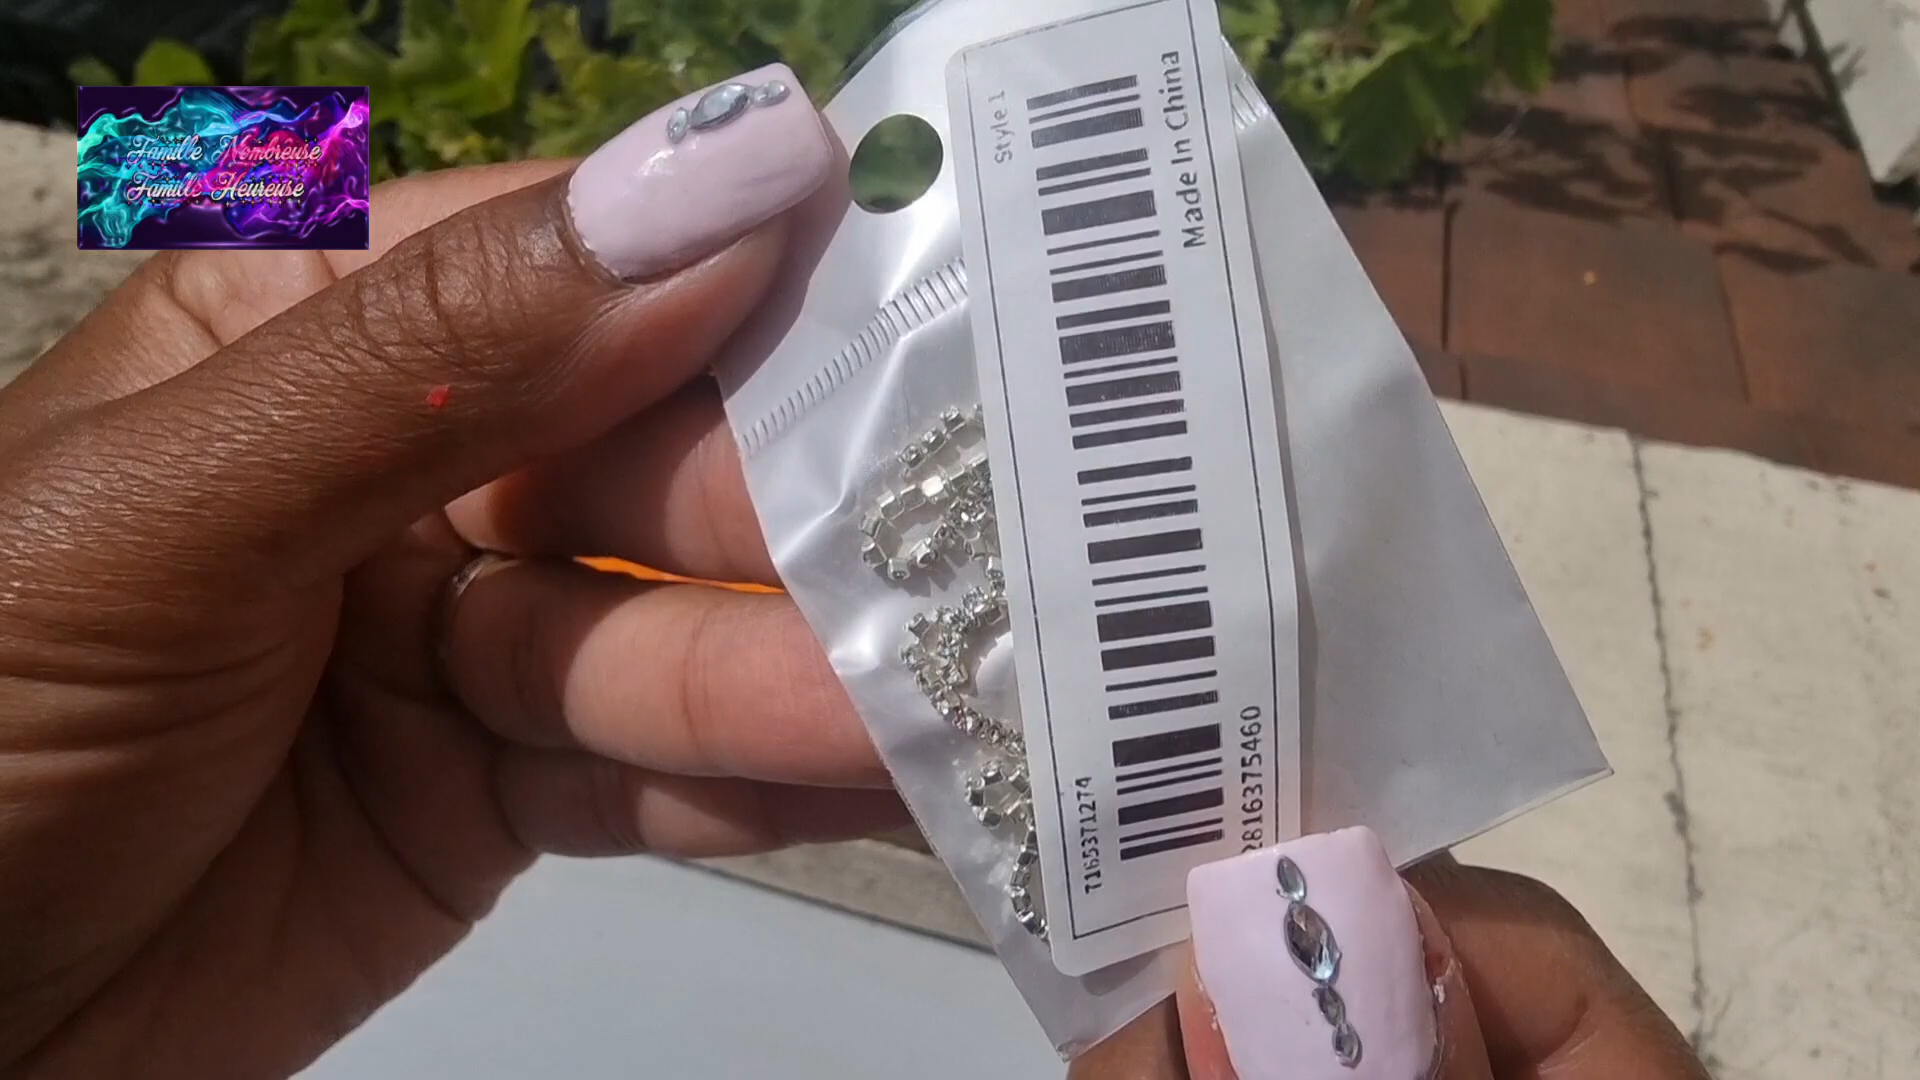 Famille Nombreuse
Famille Heureuse
Style 1
Made In China
7165371274
2816375460